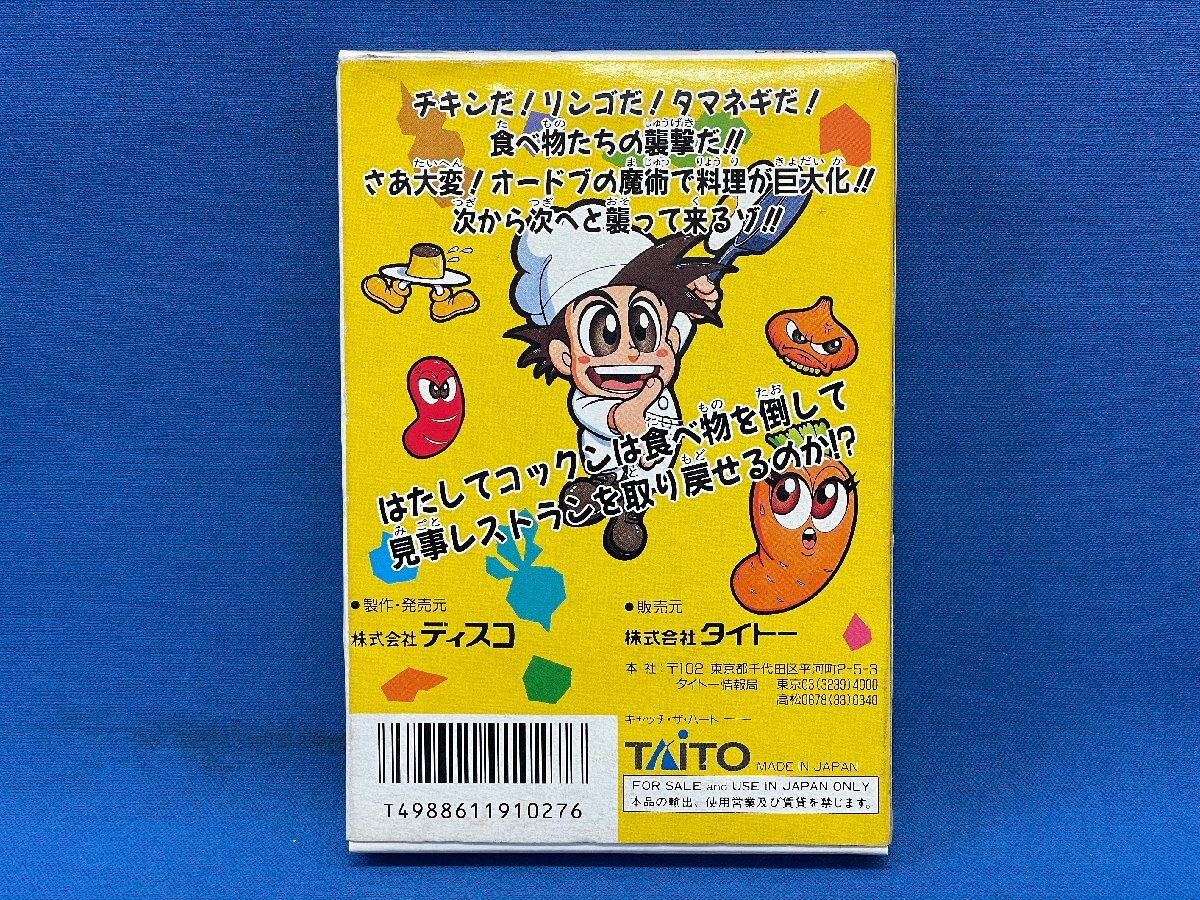 チキンだ!リンゴだ!タマネギだ!
食べ物たちの襲撃だ!!
さあ大変!オードブの魔術で料理が巨大化!!
次から次へと襲って来るゾ!!
はたしてコックンは食べ物を倒して
見事レストランを取り戻せるのか!?
●製作・発売元
株式会社ディスコ
●販売元
株式会社タイトー
本社:〒102 東京都千代田区平河町2-5-3
タイトー情報局 東京03(3239)4900
高松0878(33)6340
キャッチ・ザ・ハート
TAITO MADE IN JAPAN
FOR SALE and USE IN JAPAN ONLY
本品の輸出、使用営業及び賃貸を禁じます。
T4988611910276